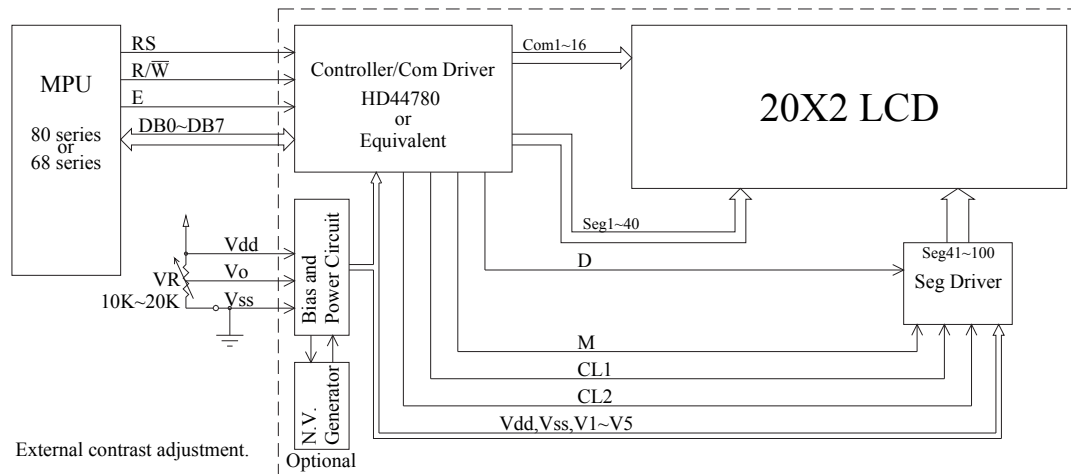 MPU
80 series
or
68 series
RS
R/W̅
E
DB0~DB7
Controller/Com Driver
HD44780
or
Equivalent
Com1~16
20X2 LCD
Seg1~40
Seg41~100
Seg Driver
D
Vdd
Vo
Vss
VR
10K~20K
Bias and
Power Circuit
M
CL1
CL2
Vdd,Vss,V1~V5
N.V.
Generator
Optional
External contrast adjustment.